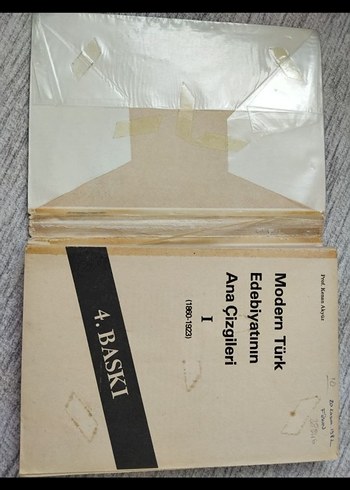 Prof. Kenan Akyüz
Modern Türk
Edebiyatının
Ana Çizgileri
I
(1860-1923)
4. BASKI